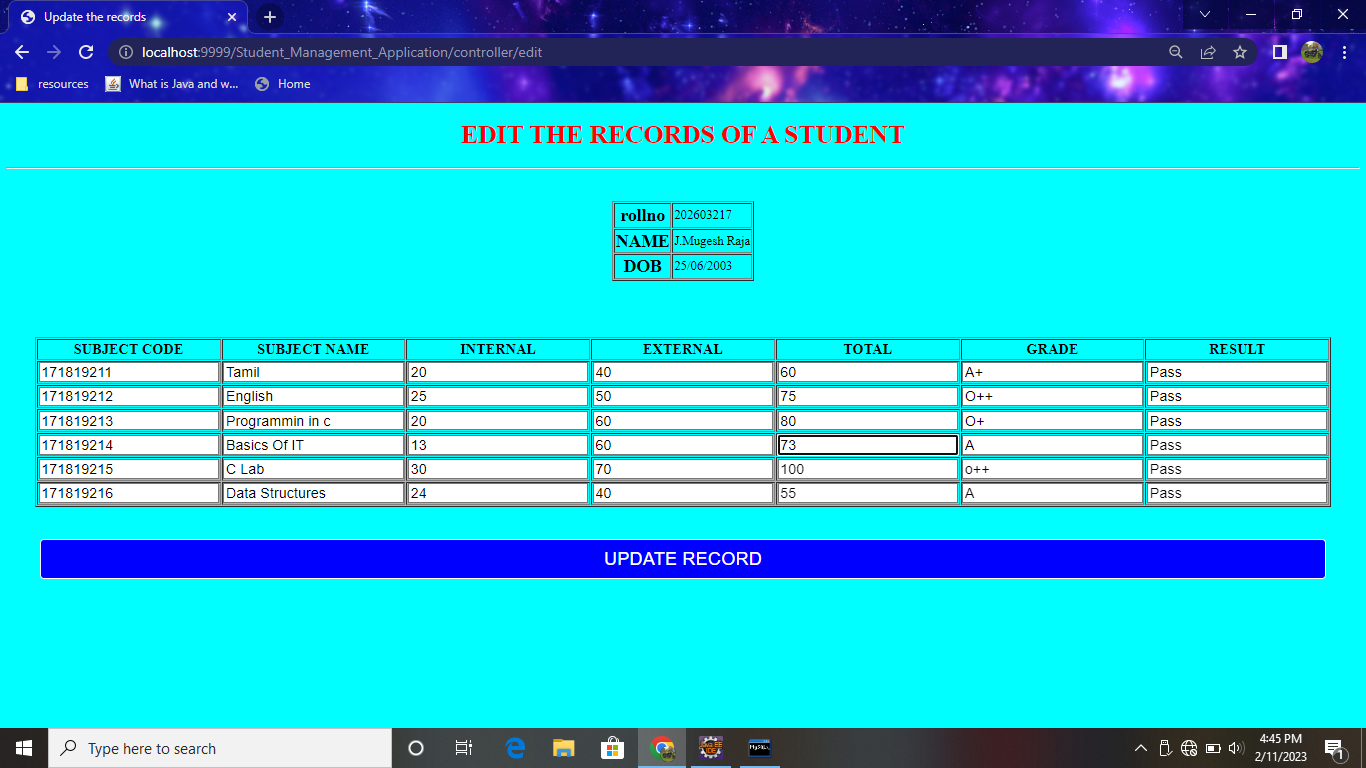 Update the records
localhost:9999/Student_Management_Application/controller/edit
resources What is Java and w... Home
EDIT THE RECORDS OF A STUDENT
rollno 202603217
NAME J.Mugesh Raja
DOB 25/06/2003
SUBJECT CODE SUBJECT NAME INTERNAL EXTERNAL TOTAL GRADE RESULT
171819211 Tamil 20 40 60 A+ Pass
171819212 English 25 50 75 O++ Pass
171819213 Programmin in c 20 60 80 O+ Pass
171819214 Basics Of IT 13 60 73 A Pass
171819215 C Lab 30 70 100 o++ Pass
171819216 Data Structures 24 40 55 A Pass
UPDATE RECORD
Type here to search
4:45 PM
2/11/2023
1